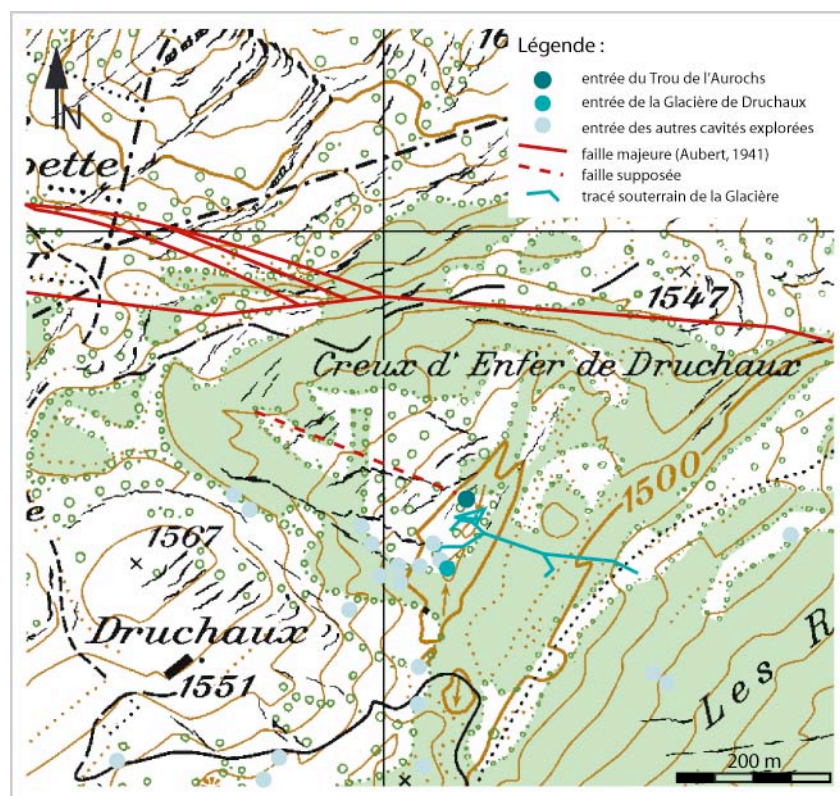 Légende :
entrée du Trou de l'Aurochs
entrée de la Glacière de Druchaux
entrée des autres cavités explorées
faille majeure (Aubert, 1941)
faille supposée
tracé souterrain de la Glacière
N
1547
Creux d'Enfer de Druchaux
1500
1567
Druchaux
1551
Les R
200 m